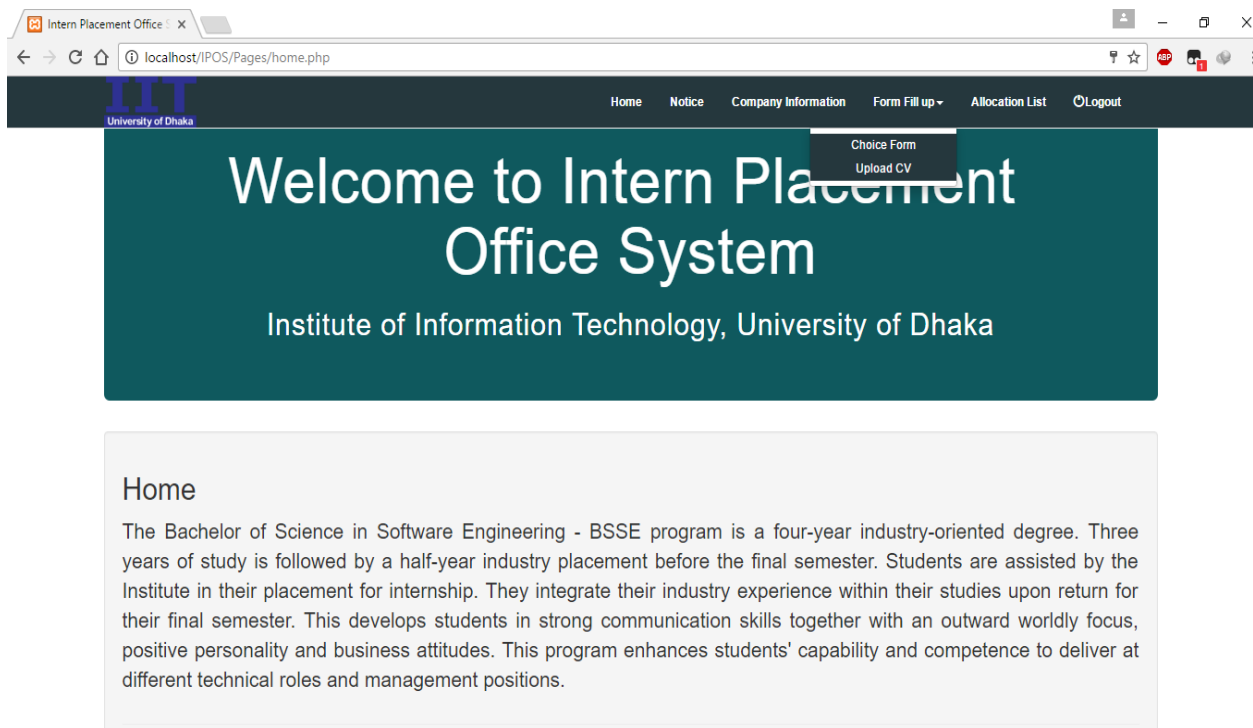 Intern Placement Office S
localhost/IPOS/Pages/home.php
ABP
1
IIT
University of Dhaka
Home Notice Company Information Form Fill up Allocation List Logout
Choice Form
Upload CV
Welcome to Intern Placement
Office System
Institute of Information Technology, University of Dhaka
Home
The Bachelor of Science in Software Engineering - BSSE program is a four-year industry-oriented degree. Three
years of study is followed by a half-year industry placement before the final semester. Students are assisted by the
Institute in their placement for internship. They integrate their industry experience within their studies upon return for
their final semester. This develops students in strong communication skills together with an outward worldly focus,
positive personality and business attitudes. This program enhances students' capability and competence to deliver at
different technical roles and management positions.